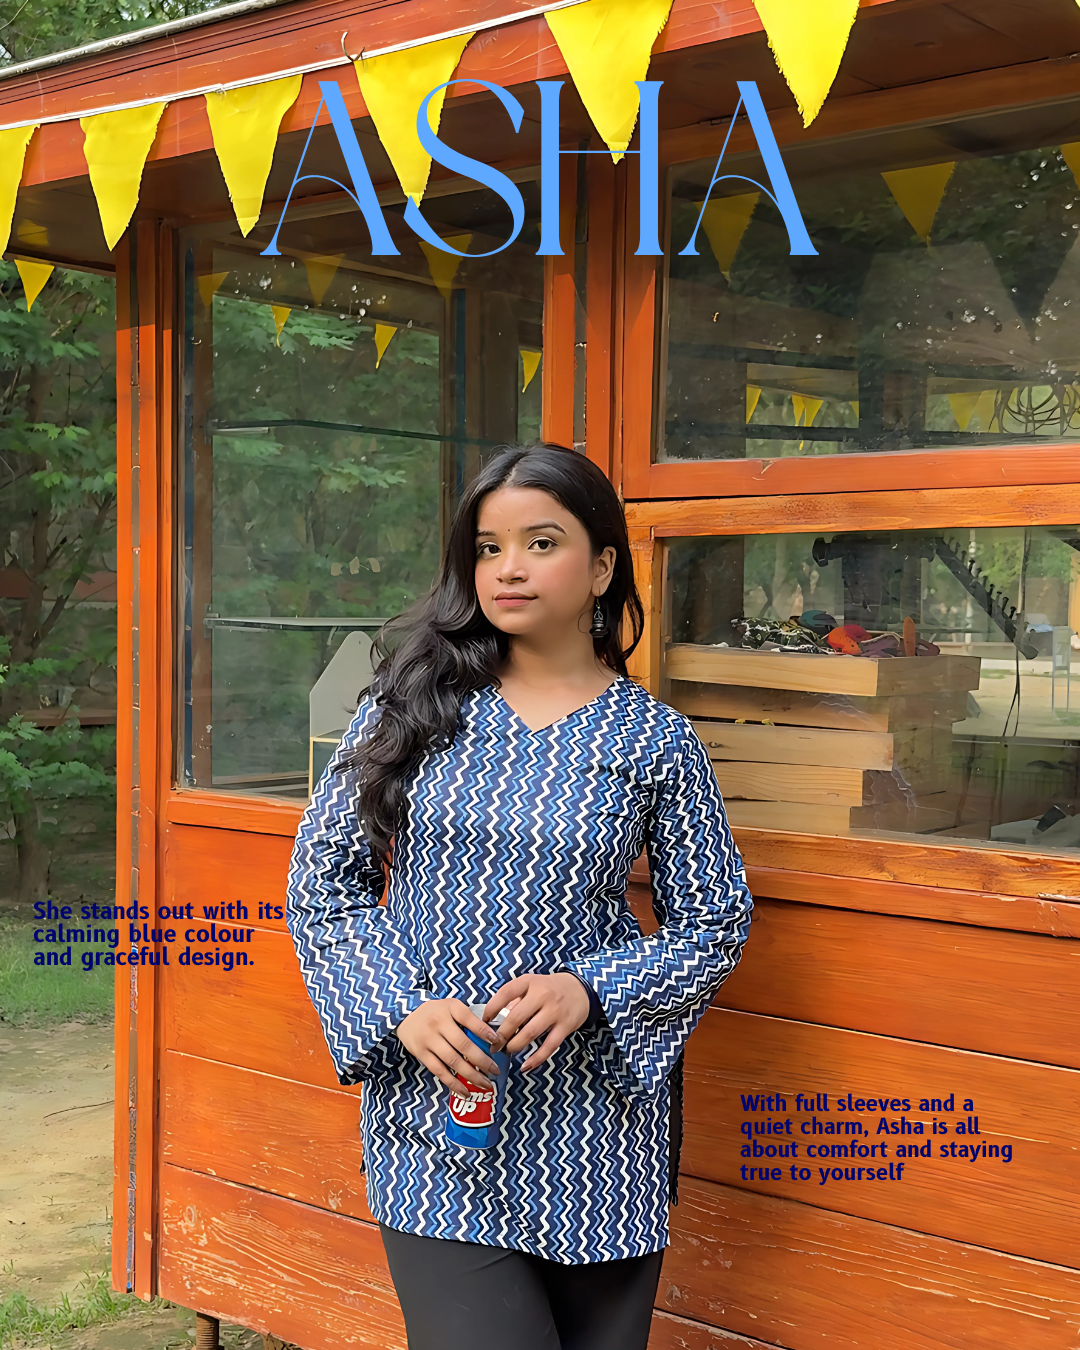 ASHA
She stands out with its
calming blue colour
and graceful design.
Up
With full sleeves and a
quiet charm, Asha is all
about comfort and staying
true to yourself